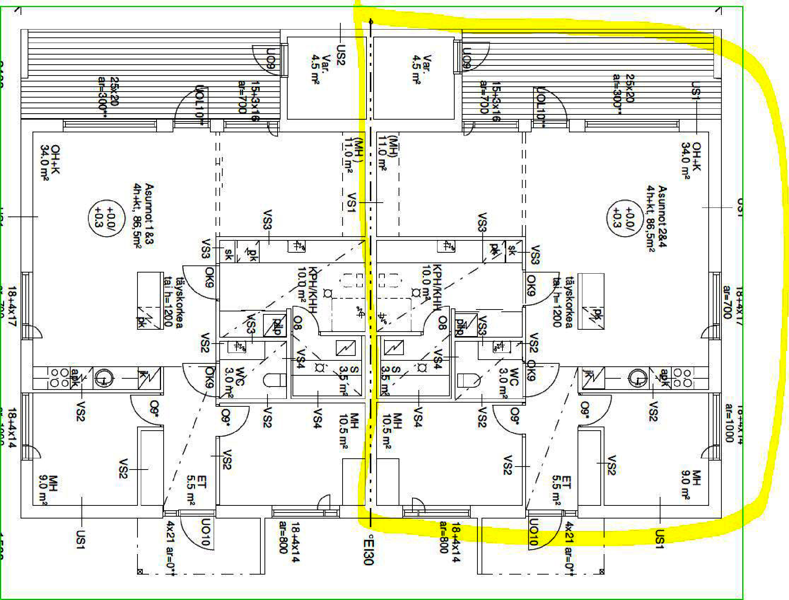 US2
Var.
4.5 m²
Var.
4.5 m²
UO9
UO9
25x20
ar=300**
UOL10**
15+3x16
ar=700
15+3x16
ar=700
UOL10**
25x20
ar=300**
US1
OH+K
34.0 m²
(MH)
11.0 m²
(MH)
11.0 m²
OH+K
34.0 m²
Asunnot 1&3
4h+kt, 86,5m²
+0.0/
+0.3
VS1
Asunnot 2&4
4h+kt, 86,5m²
+0.0/
+0.3
US1
VS3
VS3
sk
pk
KPH/KHH
10.0 m²
KPH/KHH
10.0 m²
VS3
pk
sk
VS3
18+4x17
täyskorkea
tai h=1200
pk
OK9
OK9
täyskorkea
tai h=1200
pk
18+4x17
ar=700
VS2
VS3
O8
VS4
O8
VS4
VS3
VS2
apk
jk
OK9
WC
3.0 m²
S
3.5 m²
S
3.5 m²
WC
3.0 m²
OK9
jk
apk
18+4x14
VS2
O9*
O9*
VS2
VS4
MH
10.5 m²
MH
10.5 m²
VS4
VS2
O9*
O9*
VS2
18+4x14
ar=1000
MH
9.0 m²
VS2
ET
5.5 m²
VS2
VS2
ET
5.5 m²
VS2
MH
9.0 m²
US1
4x21 ar=0**
UO10
18+4x14
ar=800
°EI30
18+4x14
ar=800
UO10
4x21 ar=0**
US1